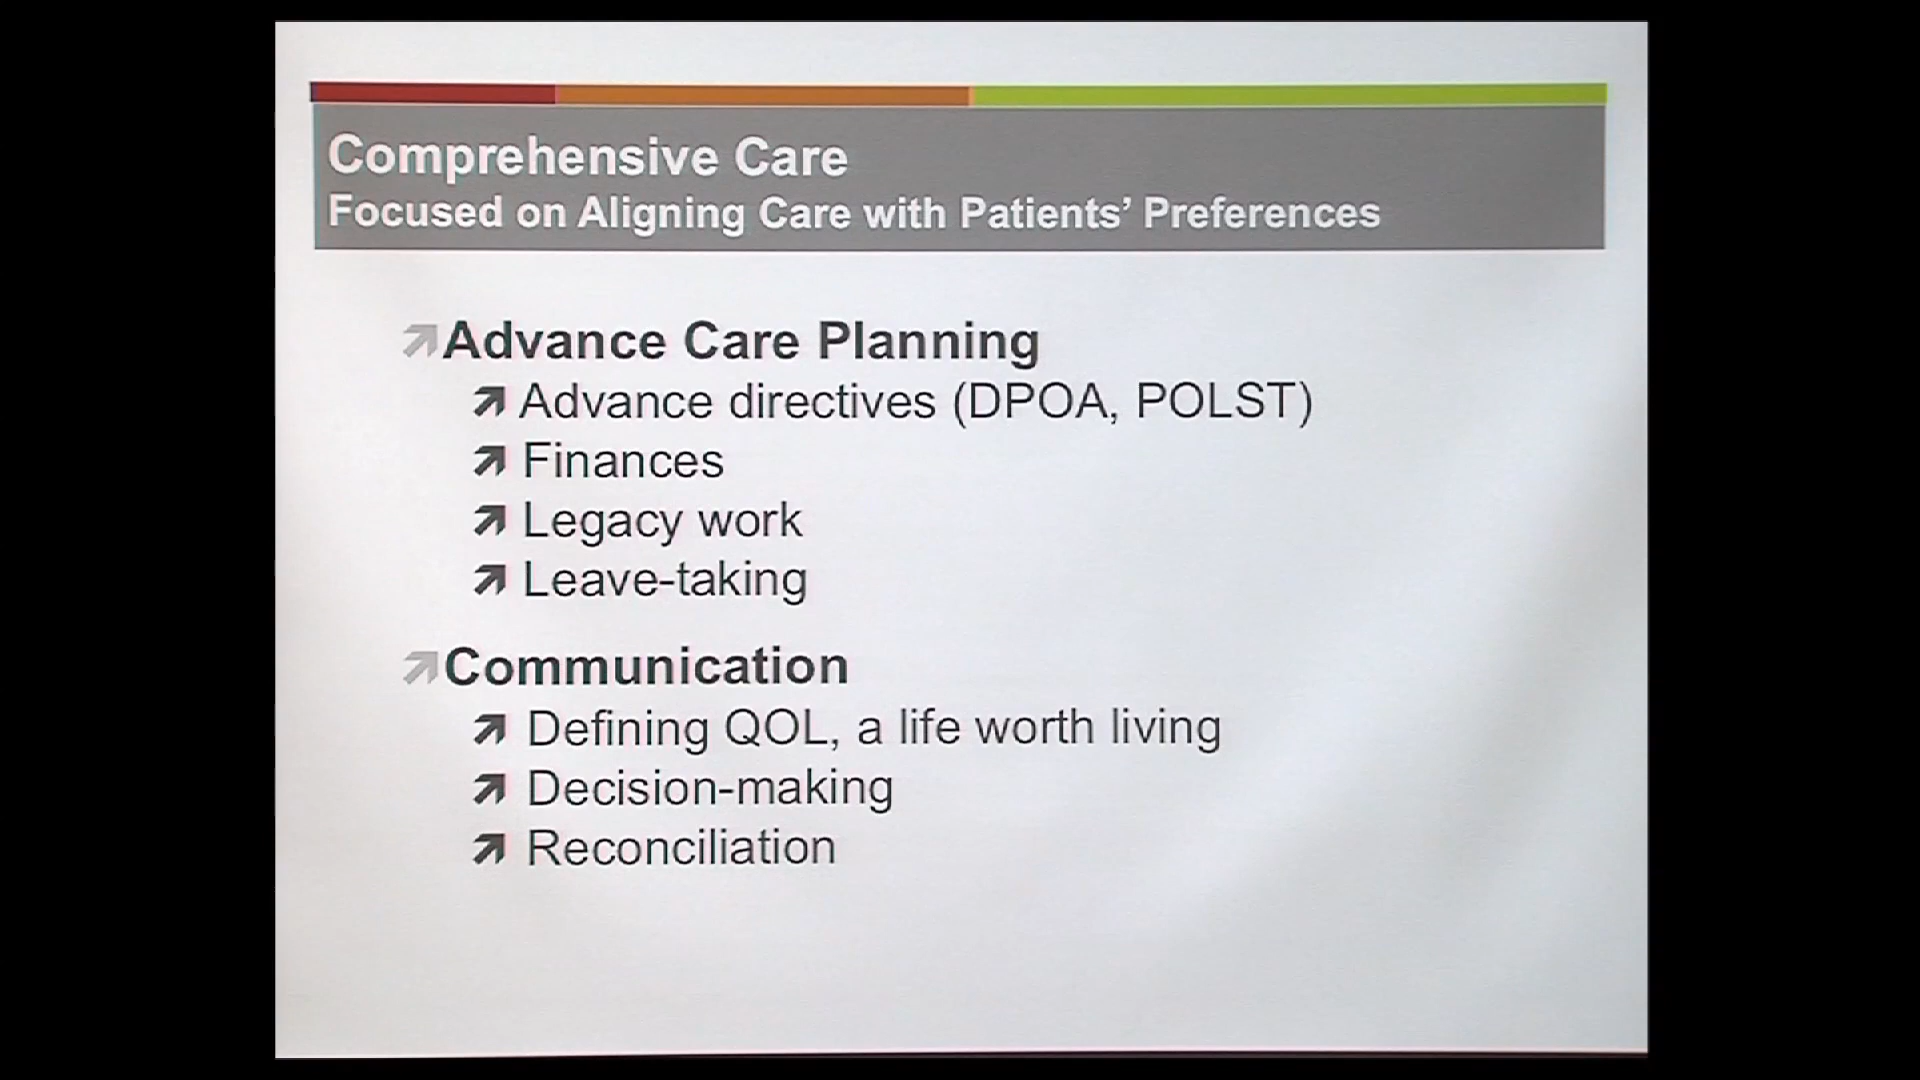 Comprehensive Care
Focused on Aligning Care with Patients’ Preferences
Advance Care Planning
Advance directives (DPOA, POLST)
Finances
Legacy work
Leave-taking
Communication
Defining QOL, a life worth living
Decision-making
Reconciliation